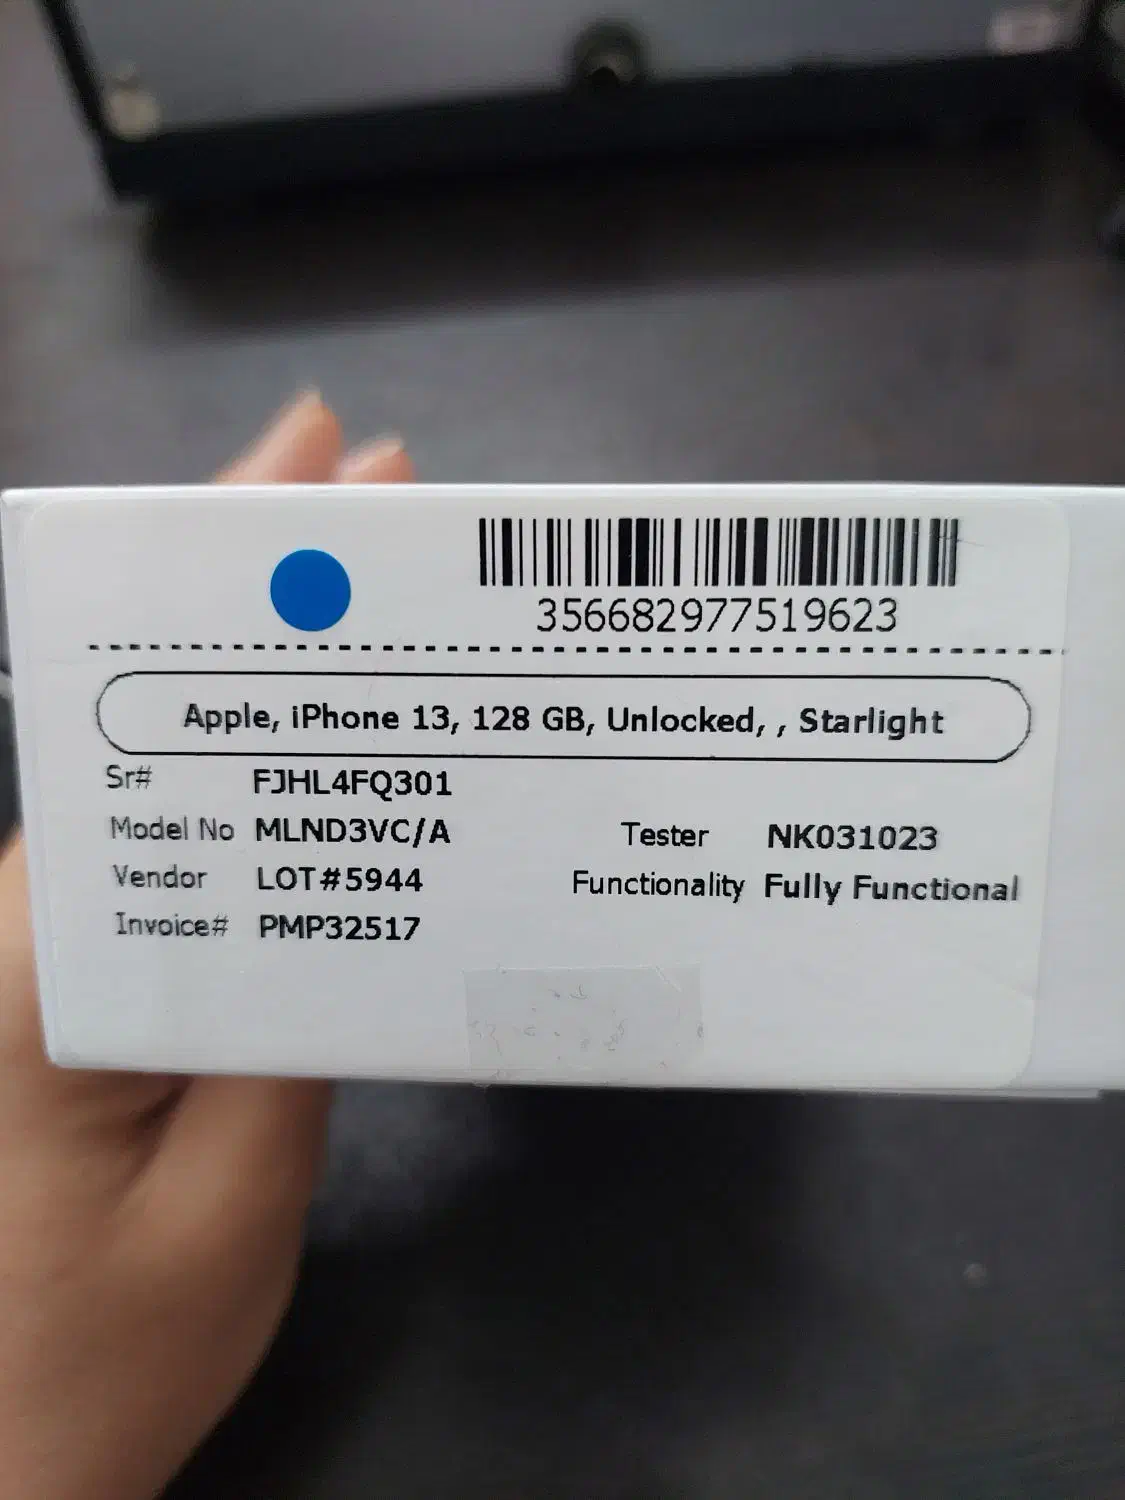 356682977519623
Apple, iPhone 13, 128 GB, Unlocked, , Starlight
Sr# FJHL4FQ301
Model No MLND3VC/A Tester NK031023
Vendor LOT#5944 Functionality Fully Functional
Invoice# PMP32517